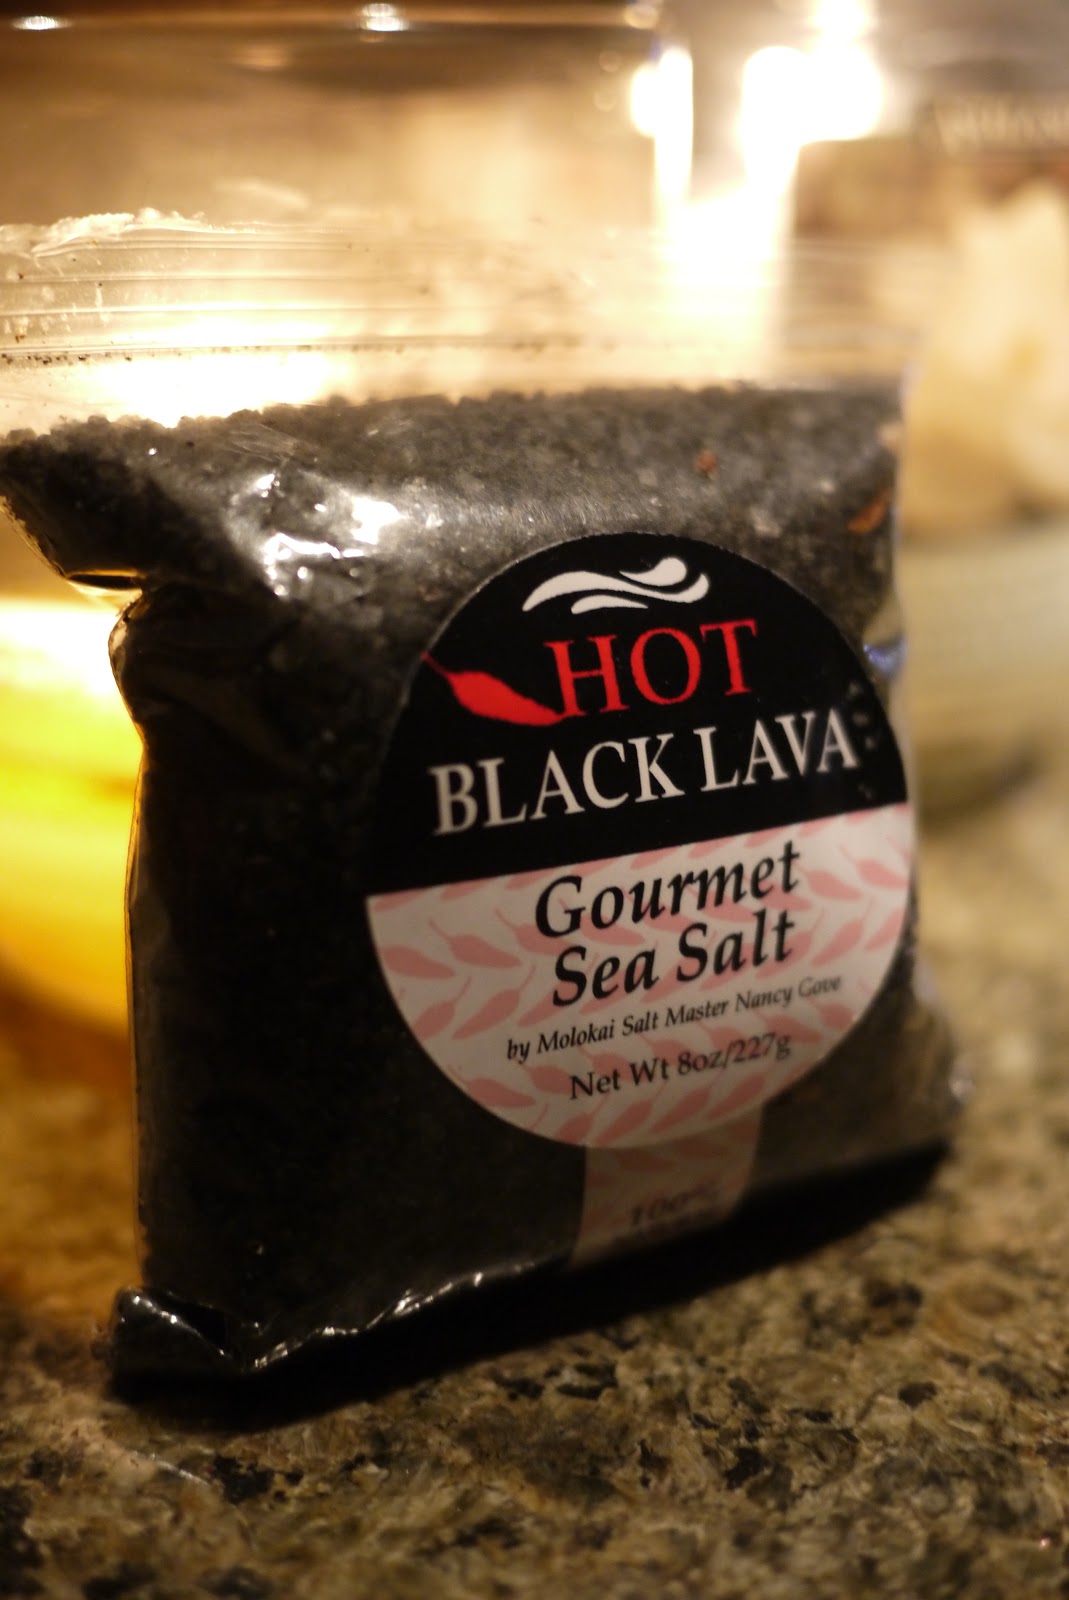 HOT
BLACK LAVA
Gourmet
Sea Salt
by Molokai Salt Master Nancy Gove
Net Wt 8oz/227g